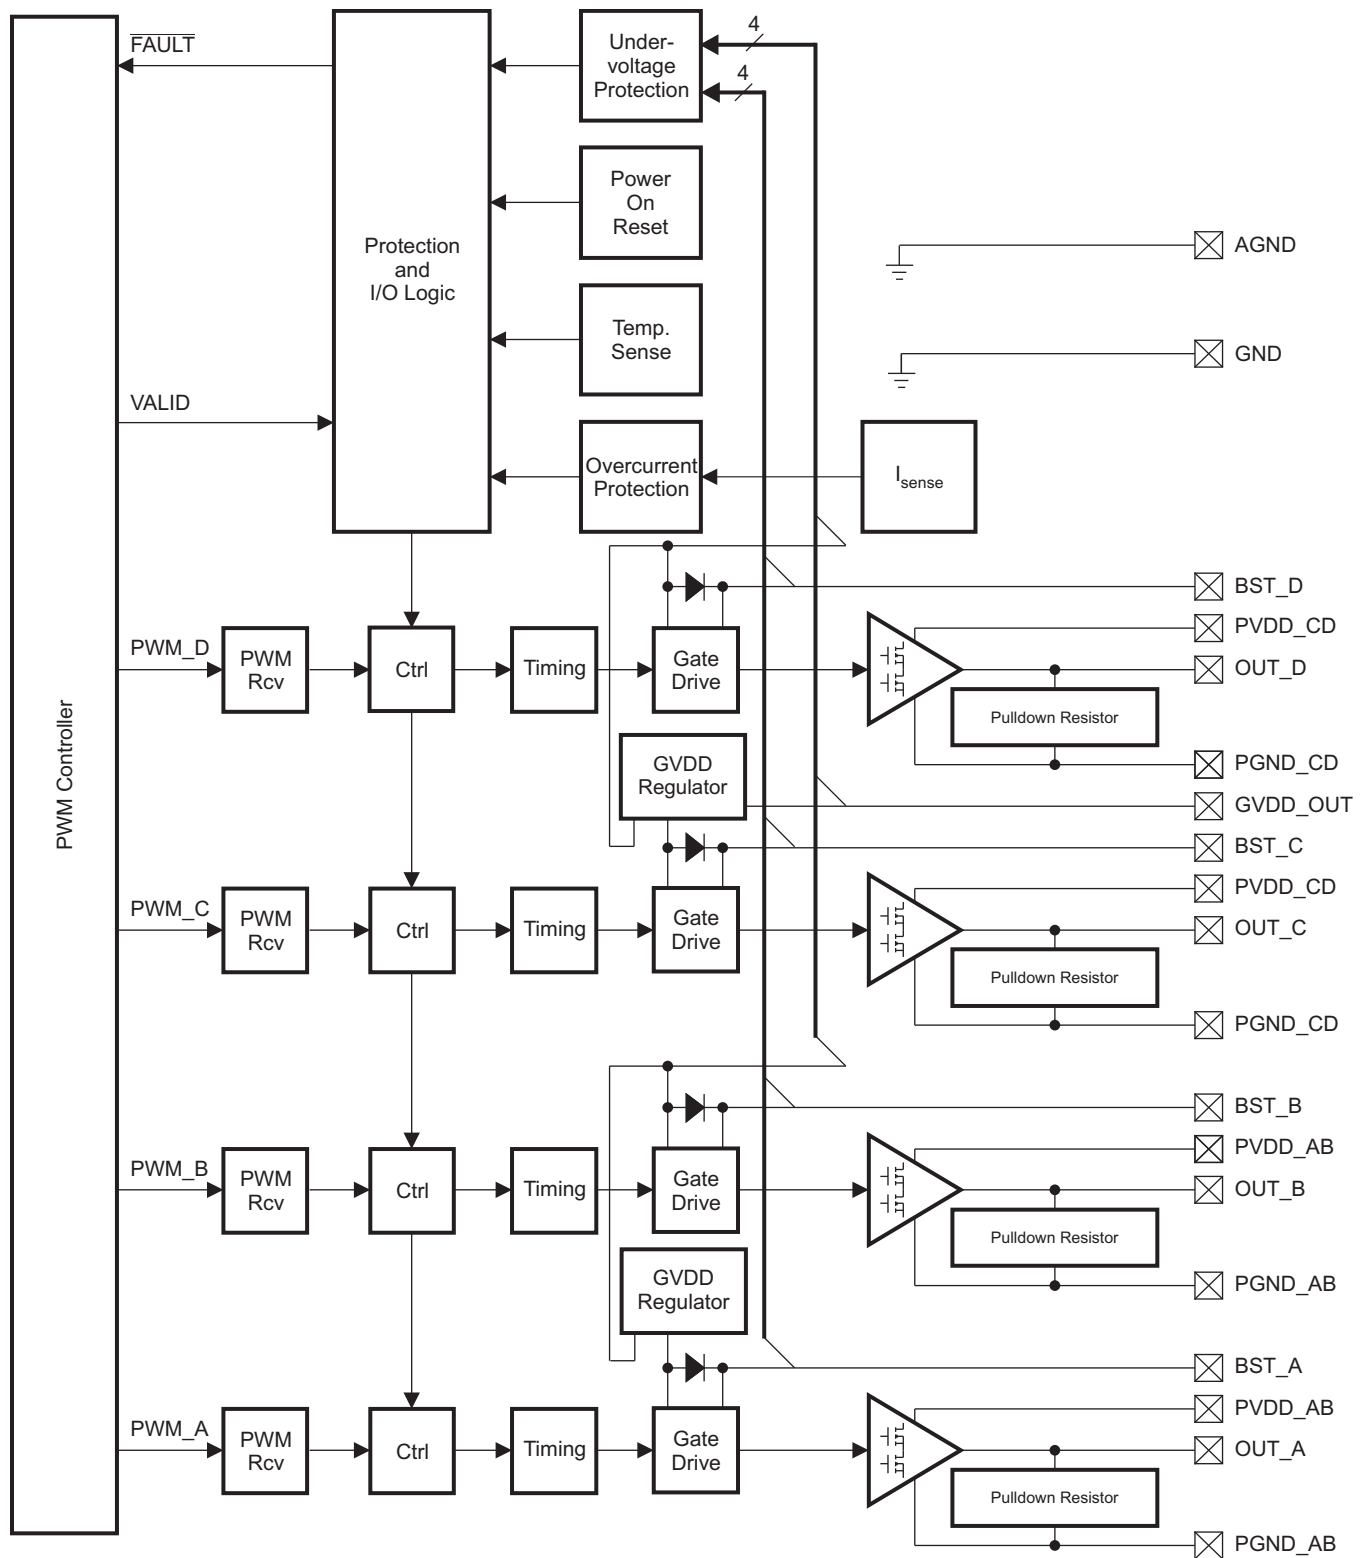 FAULT
Under-
voltage
Protection
4
4
Power
On
Reset
Protection
and
I/O Logic
AGND
Temp.
Sense
GND
VALID
Overcurrent
Protection
Isense
BST_D
PVDD_CD
PWM_D
PWM
Rcv
Ctrl
Timing
Gate
Drive
OUT_D
Pulldown Resistor
PWM Controller
GVDD
Regulator
PGND_CD
GVDD_OUT
BST_C
PVDD_CD
PWM_C
PWM
Rcv
Ctrl
Timing
Gate
Drive
OUT_C
Pulldown Resistor
PGND_CD
BST_B
PVDD_AB
PWM_B
PWM
Rcv
Ctrl
Timing
Gate
Drive
OUT_B
Pulldown Resistor
GVDD
Regulator
PGND_AB
BST_A
PVDD_AB
PWM_A
PWM
Rcv
Ctrl
Timing
Gate
Drive
OUT_A
Pulldown Resistor
PGND_AB